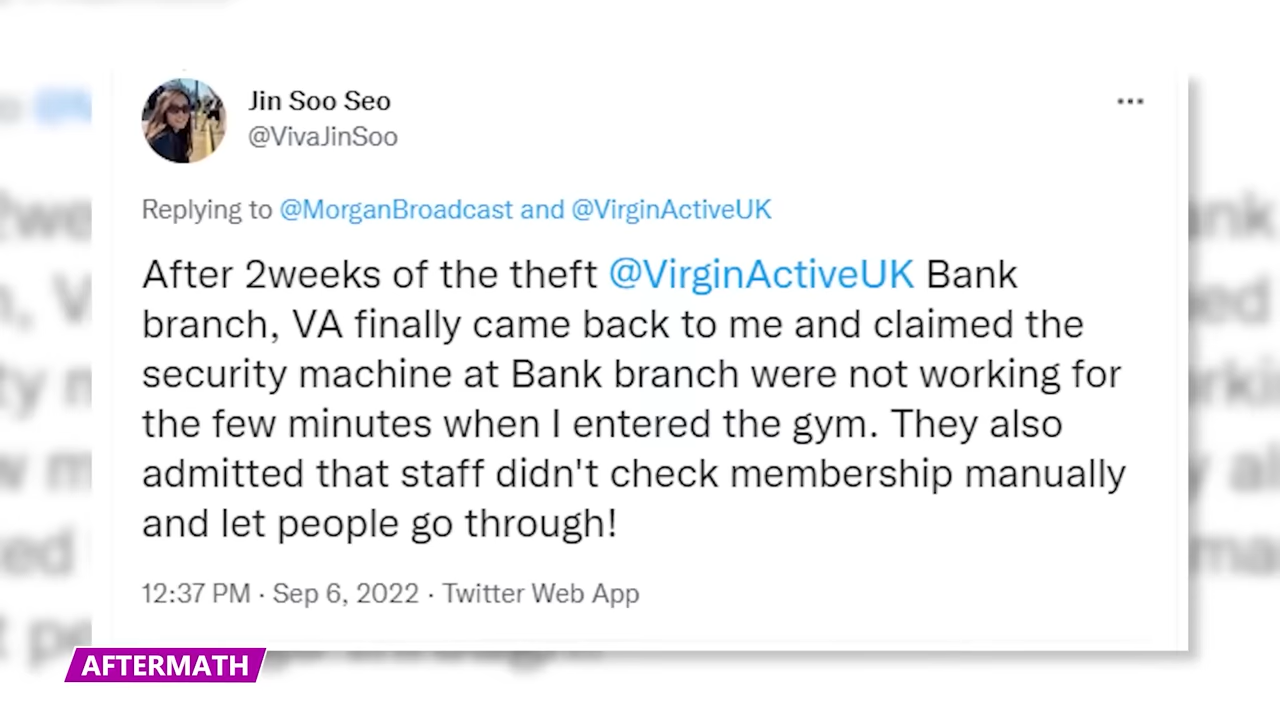 Jin Soo Seo
@VivaJinSoo
Replying to @MorganBroadcast and @VirginActiveUK
After 2weeks of the theft @VirginActiveUK Bank
branch, VA finally came back to me and claimed the
security machine at Bank branch were not working for
the few minutes when I entered the gym. They also
admitted that staff didn't check membership manually
and let people go through!
12:37 PM · Sep 6, 2022 · Twitter Web App
AFTERMATH